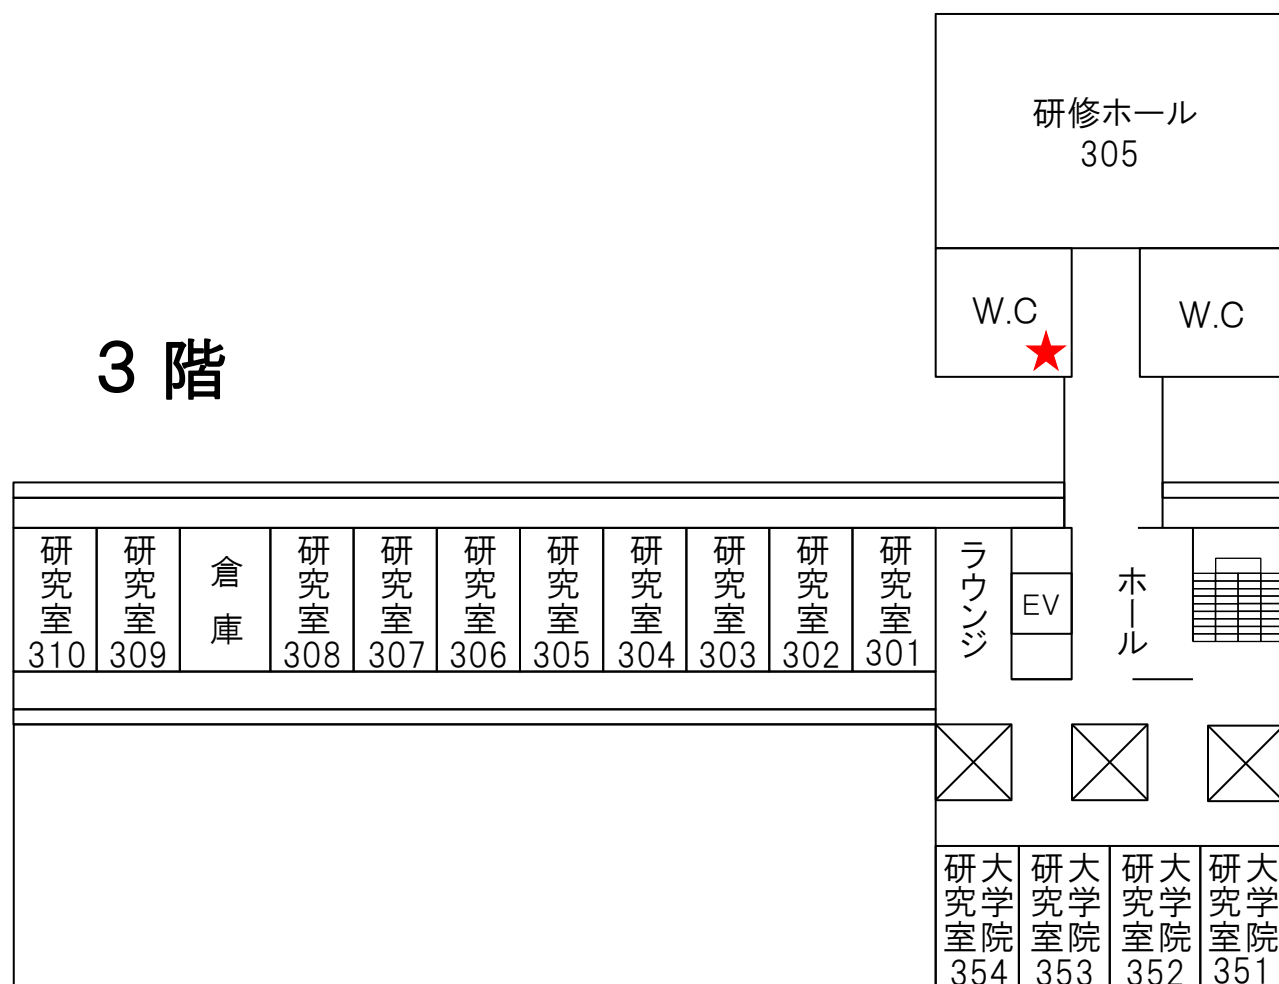 研修ホール
305
W.C
W.C
3 階
研究室
310
研究室
309
倉庫
研究室
308
研究室
307
研究室
306
研究室
305
研究室
304
研究室
303
研究室
302
研究室
301
ラウンジ
EV
ホール
大学院
研究室
354
大学院
研究室
353
大学院
研究室
352
大学院
研究室
351